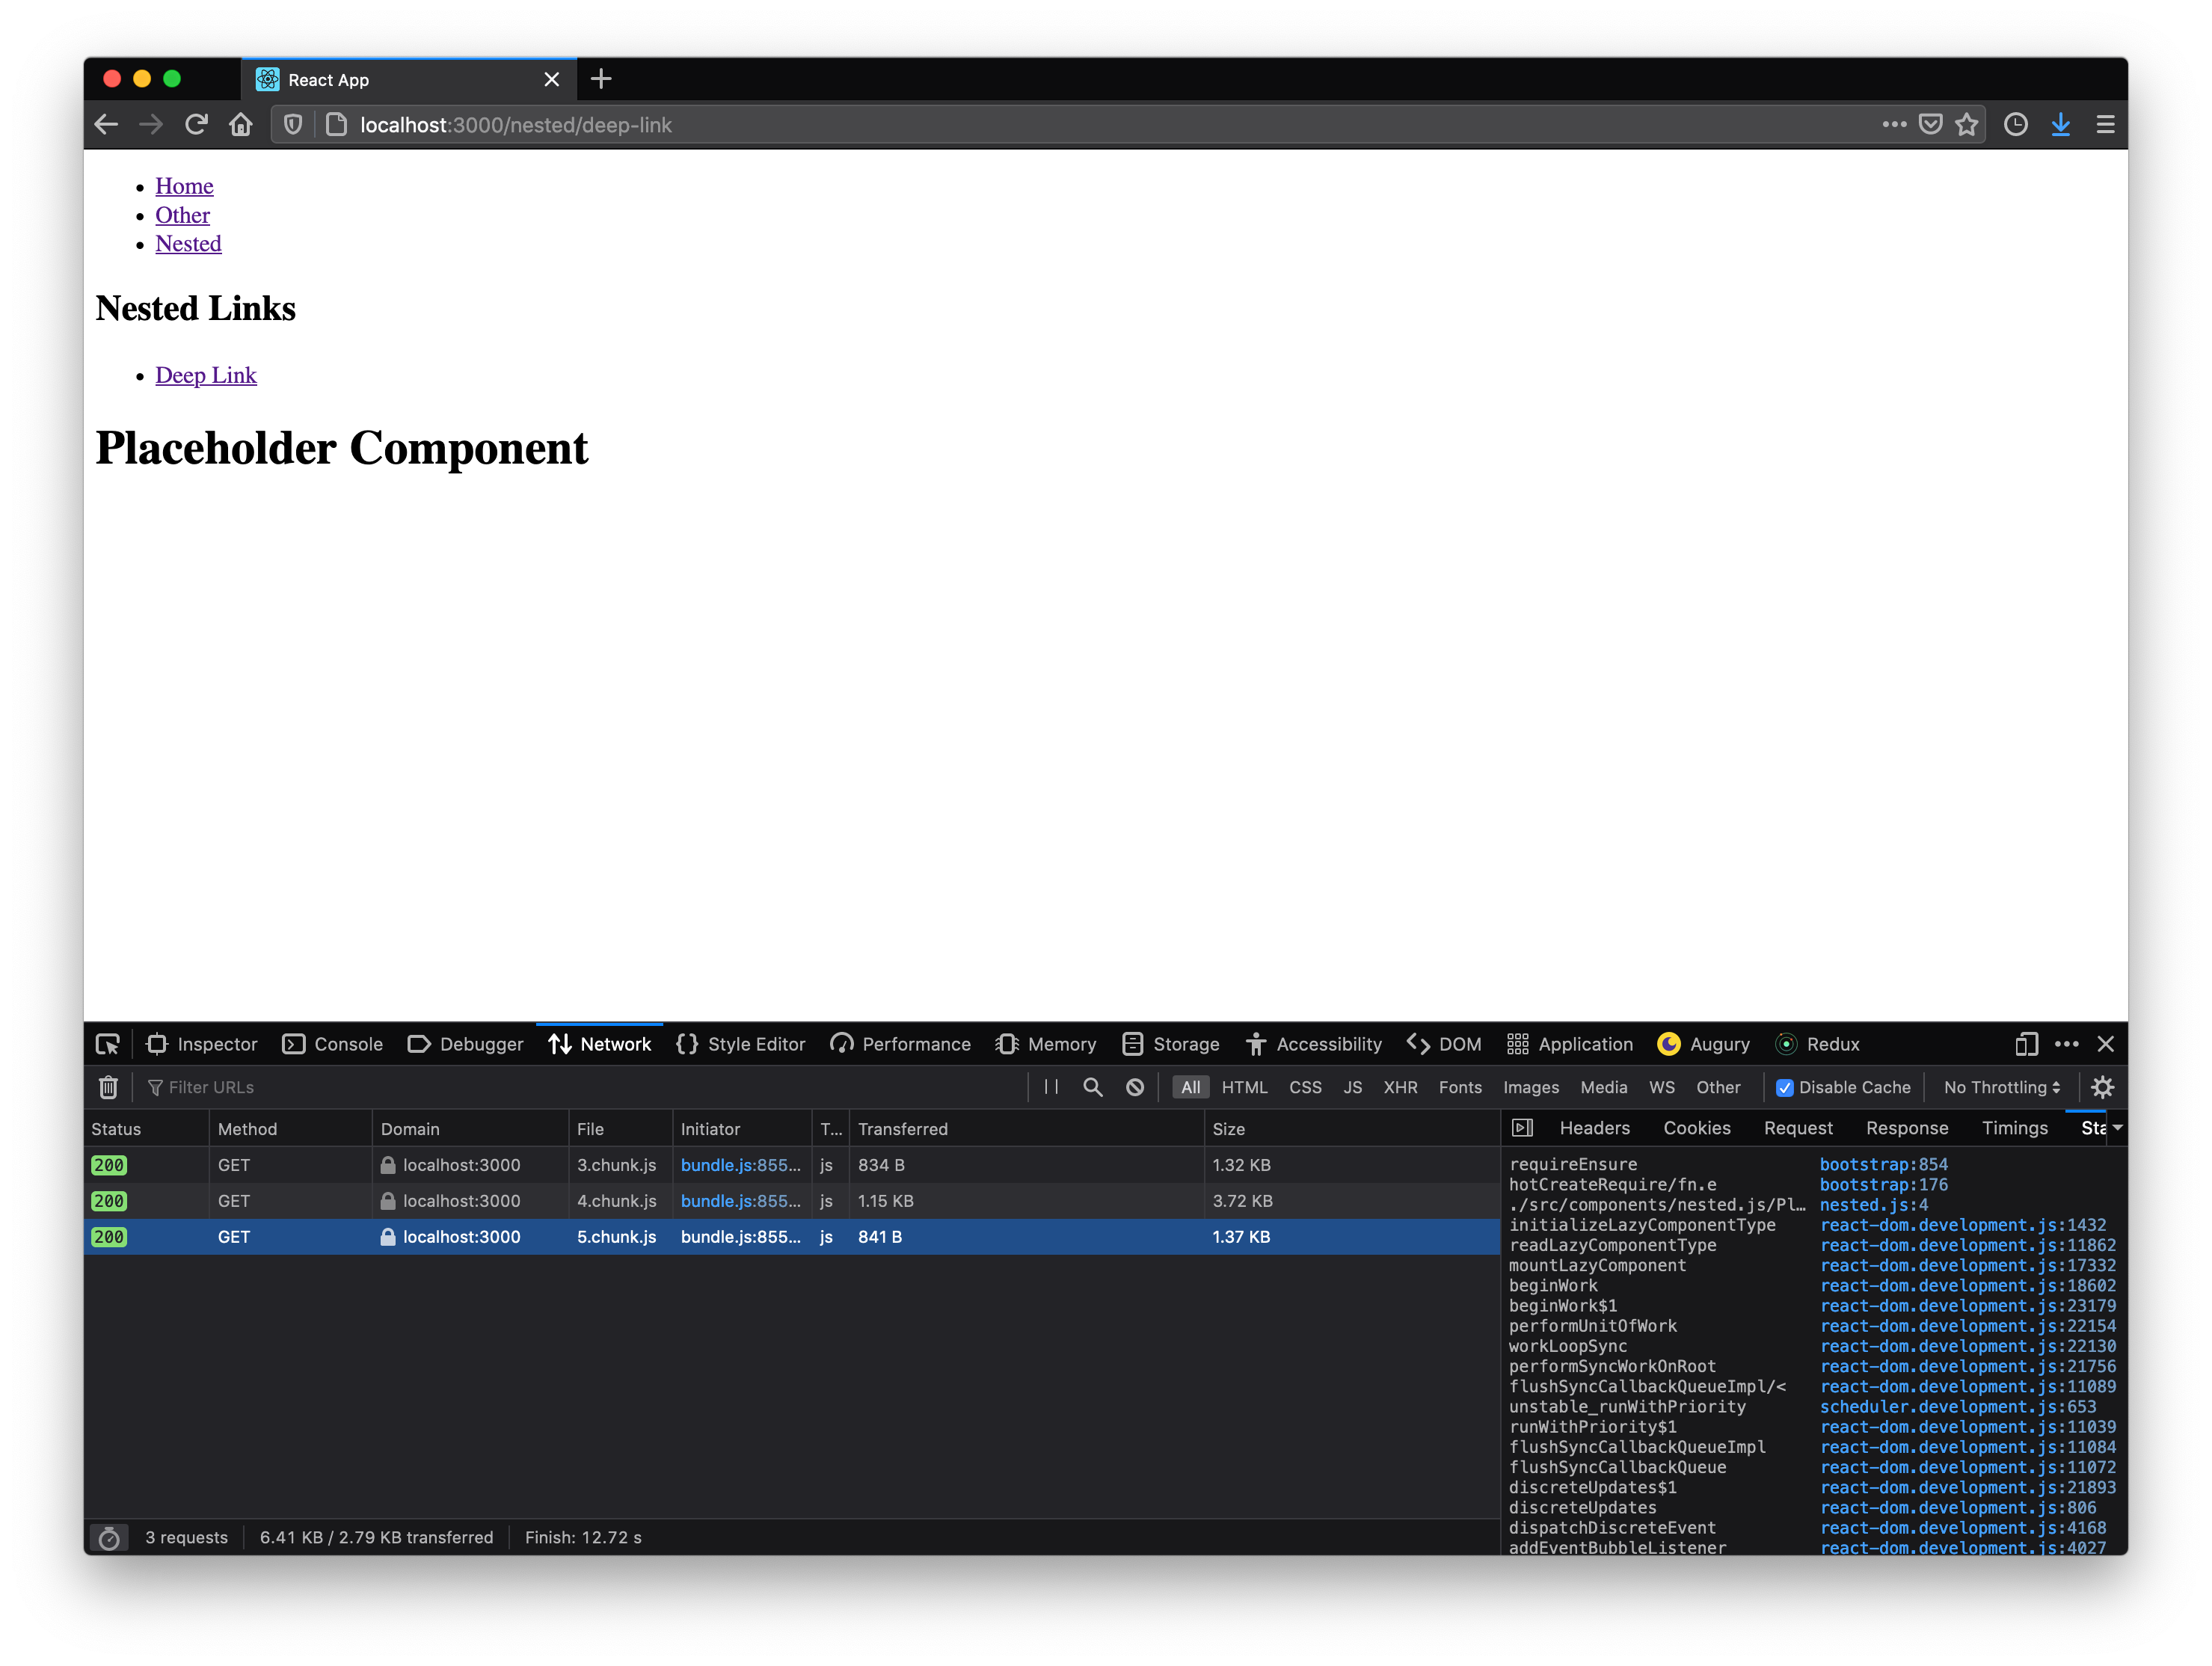 React App
localhost:3000/nested/deep-link
Home
Other
Nested
Nested Links
Deep Link
Placeholder Component
Inspector Console Debugger Network Style Editor Performance Memory Storage Accessibility DOM Application Augury Redux
Filter URLs All HTML CSS JS XHR Fonts Images Media WS Other Disable Cache No Throttling
Status Method Domain File Initiator T... Transferred Size
200 GET localhost:3000 3.chunk.js bundle.js:855... js 834 B 1.32 KB
200 GET localhost:3000 4.chunk.js bundle.js:855... js 1.15 KB 3.72 KB
200 GET localhost:3000 5.chunk.js bundle.js:855... js 841 B 1.37 KB
Headers Cookies Request Response Timings Sta
requireEnsure bootstrap:854
hotCreateRequire/fn.e bootstrap:176
./src/components/nested.js/Pl… nested.js:4
initializeLazyComponentType react-dom.development.js:1432
readLazyComponentType react-dom.development.js:11862
mountLazyComponent react-dom.development.js:17332
beginWork react-dom.development.js:18602
beginWork$1 react-dom.development.js:23179
performUnitOfWork react-dom.development.js:22154
workLoopSync react-dom.development.js:22130
performSyncWorkOnRoot react-dom.development.js:21756
flushSyncCallbackQueueImpl/< react-dom.development.js:11089
unstable_runWithPriority scheduler.development.js:653
runWithPriority$1 react-dom.development.js:11039
flushSyncCallbackQueueImpl react-dom.development.js:11084
flushSyncCallbackQueue react-dom.development.js:11072
discreteUpdates$1 react-dom.development.js:21893
discreteUpdates react-dom.development.js:806
dispatchDiscreteEvent react-dom.development.js:4168
addEventBubbleListener react-dom.development.js:4027
3 requests 6.41 KB / 2.79 KB transferred Finish: 12.72 s